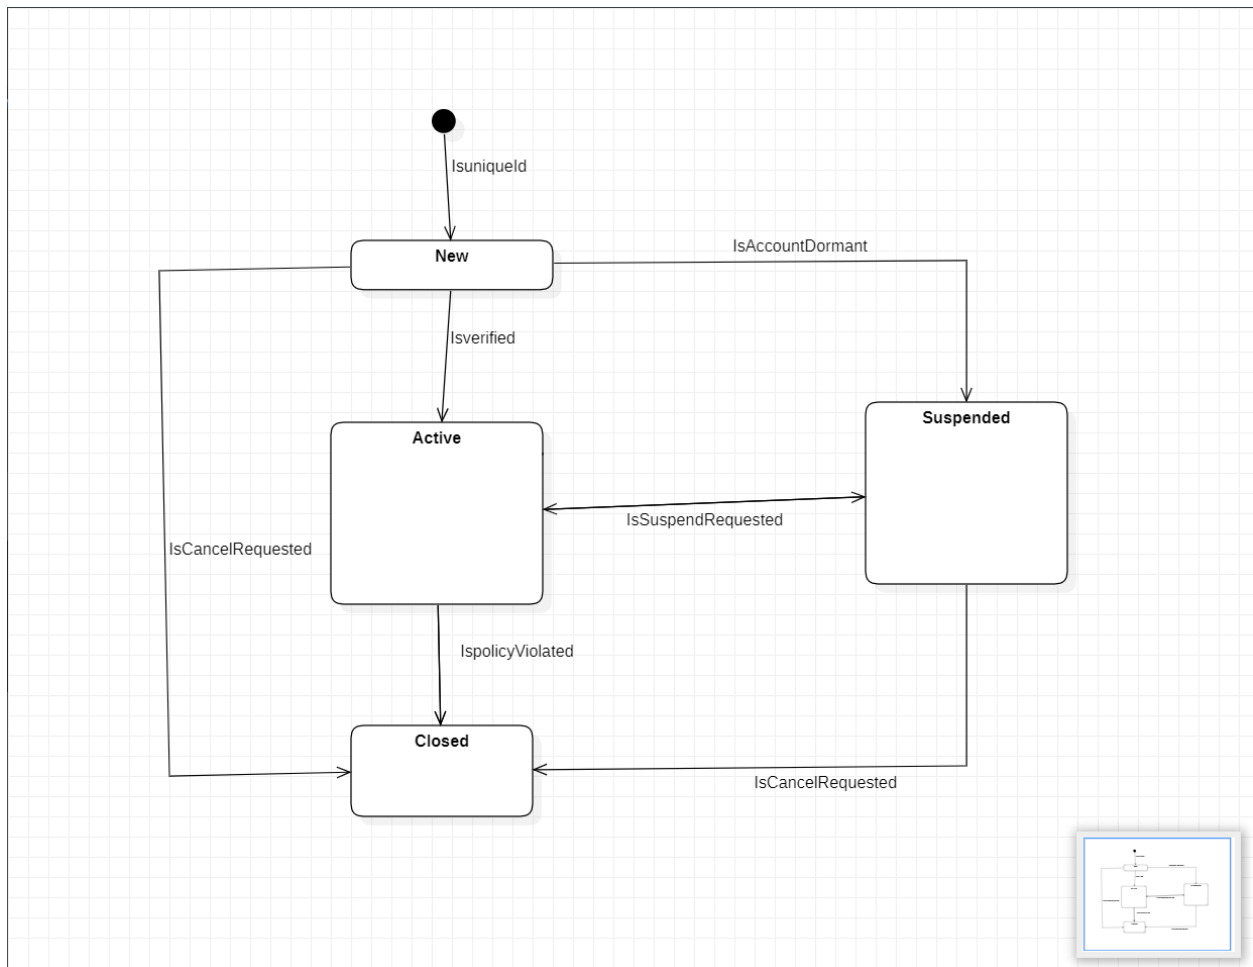 IsuniqueId
New
IsAccountDormant
Isverified
Suspended
Active
IsSuspendRequested
IsCancelRequested
IspolicyViolated
Closed
IsCancelRequested